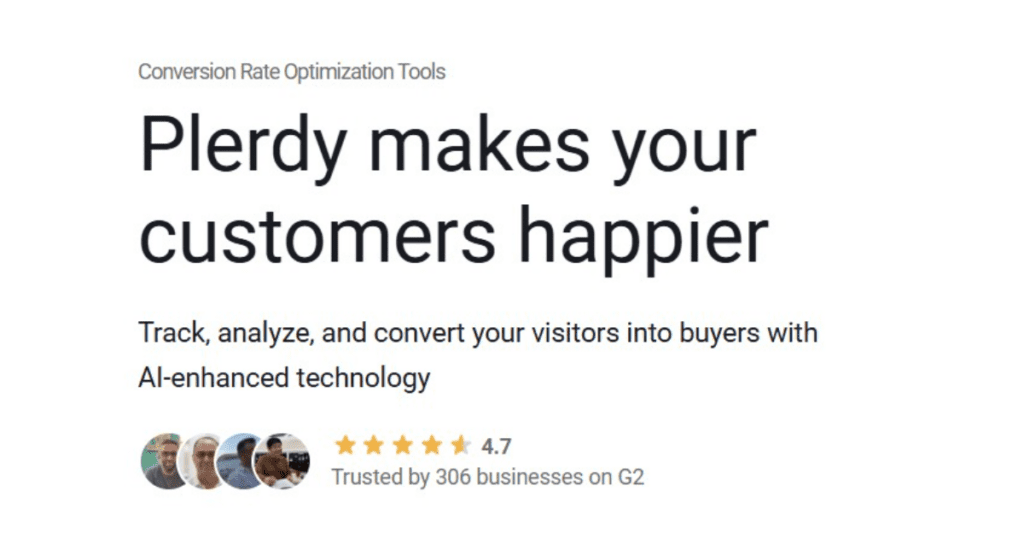 Conversion Rate Optimization Tools
Plerdy makes your
customers happier
Track, analyze, and convert your visitors into buyers with
AI-enhanced technology
4.7
Trusted by 306 businesses on G2